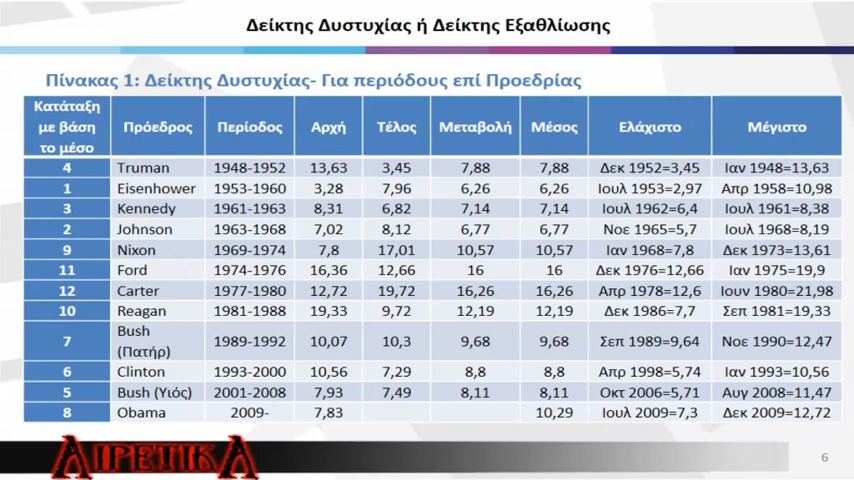 Δείκτης Δυστυχίας ή Δείκτης Εξαθλίωσης
Πίνακας 1: Δείκτης Δυστυχίας- Για περιόδους επί Προεδρίας
Κατάταξη με βάση το μέσο Πρόεδρος Περίοδος Αρχή Τέλος Μεταβολή Μέσος Ελάχιστο Μέγιστο
4 Truman 1948-1952 13,63 3,45 7,88 7,88 Δεκ 1952=3,45 Ιαν 1948=13,63
1 Eisenhower 1953-1960 3,28 7,96 6,26 6,26 Ιουλ 1953=2,97 Απρ 1958=10,98
3 Kennedy 1961-1963 8,31 6,82 7,14 7,14 Ιουλ 1962=6,4 Ιουλ 1961=8,38
2 Johnson 1963-1968 7,02 8,12 6,77 6,77 Νοε 1965=5,7 Ιουλ 1968=8,19
9 Nixon 1969-1974 7,8 17,01 10,57 10,57 Ιαν 1968=7,8 Δεκ 1973=13,61
11 Ford 1974-1976 16,36 12,66 16 16 Δεκ 1976=12,66 Ιαν 1975=19,9
12 Carter 1977-1980 12,72 19,72 16,26 16,26 Απρ 1978=12,6 Ιουν 1980=21,98
10 Reagan 1981-1988 19,33 9,72 12,19 12,19 Δεκ 1986=7,7 Σεπ 1981=19,33
7 Bush (Πατήρ) 1989-1992 10,07 10,3 9,68 9,68 Σεπ 1989=9,64 Νοε 1990=12,47
6 Clinton 1993-2000 10,56 7,29 8,8 8,8 Απρ 1998=5,74 Ιαν 1993=10,56
5 Bush (Υιός) 2001-2008 7,93 7,49 8,11 8,11 Οκτ 2006=5,71 Αυγ 2008=11,47
8 Obama 2009- 7,83 10,29 Ιουλ 2009=7,3 Δεκ 2009=12,72
ΑΙΡΕΤΙΚΑ
6